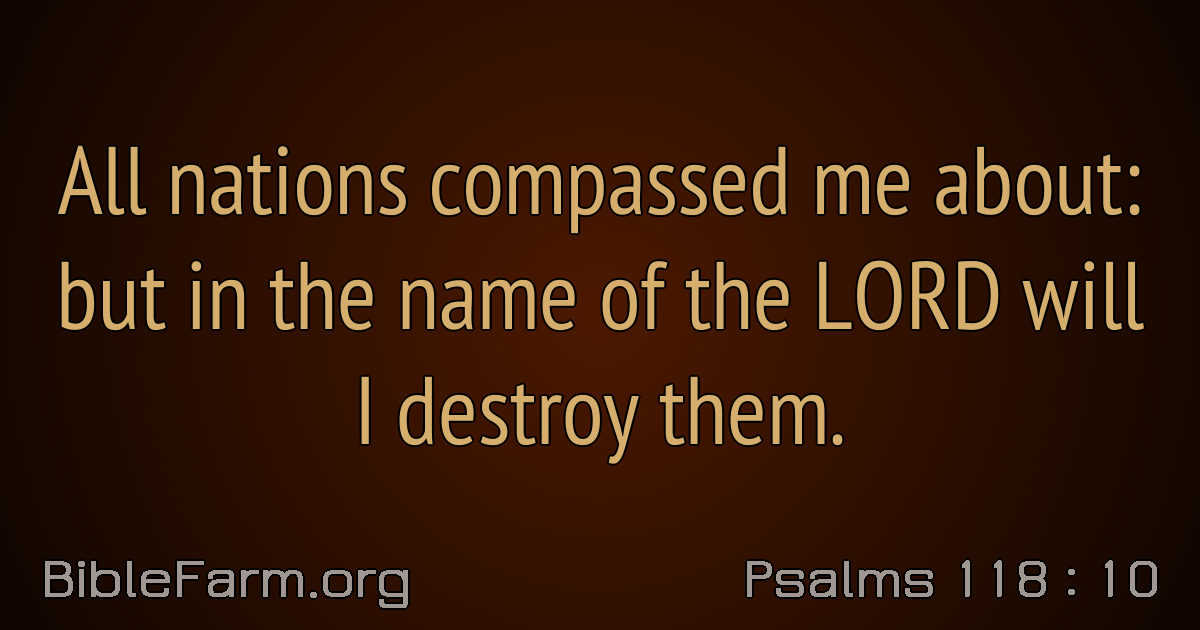 All nations compassed me about:
but in the name of the LORD will
I destroy them.
BibleFarm.org
Psalms 118 : 10